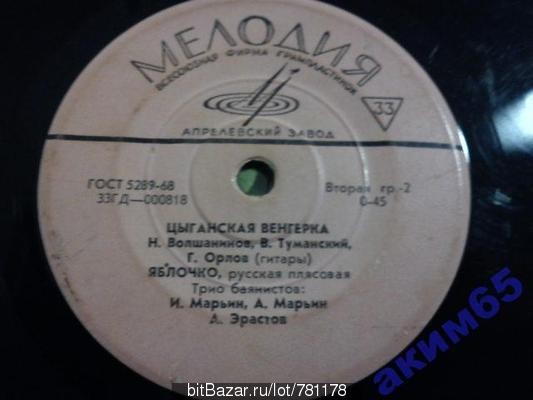 МЕЛОДИЯ
ВСЕСОЮЗНАЯ ФИРМА ГРАМПЛАСТИНОК
33
АПРЕЛЕВСКИЙ ЗАВОД
ГОСТ 5289-68
33ГД—000818
Вторая гр.-2
0-45
ЦЫГАНСКАЯ ВЕНГЕРКА
Н. Волшанинов, В. Туманский,
Г. Орлов (гитары)
ЯБЛОЧКО, русская плясовая
Трио баянистов:
И. Марьин, А. Марьин
А. Эрастов
аким65
bitBazar.ru/lot/781178